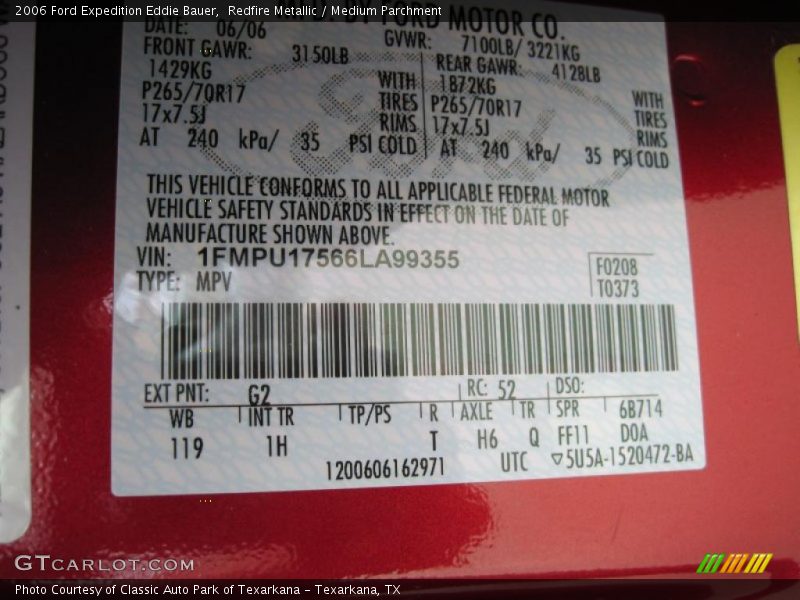 2006 Ford Expedition Eddie Bauer,  Redfire Metallic / Medium Parchment
BY FORD MOTOR CO.
DATE: 06/06 GVWR: 7100LB/ 3221KG
FRONT GAWR: 3150LB REAR GAWR: 4128LB
1429KG WITH 1872KG WITH
P265/70R17 TIRES P265/70R17 TIRES
17x7.5J RIMS 17x7.5J RIMS
AT 240 kPa/ 35 PSI COLD AT 240 kPa/ 35 PSI COLD
Ford
THIS VEHICLE CONFORMS TO ALL APPLICABLE FEDERAL MOTOR
VEHICLE SAFETY STANDARDS IN EFFECT ON THE DATE OF
MANUFACTURE SHOWN ABOVE.
VIN: 1FMPU17566LA99355
TYPE: MPV F0208
T0373
EXT PNT: G2 RC: 52 DSO:
WB INT TR TP/PS R AXLE TR SPR 6B714
119 1H T H6 Q FF11 D0A
1200606162971 UTC ▽5U5A-1520472-BA
GTCARLOT.COM
Photo Courtesy of Classic Auto Park of Texarkana – Texarkana, TX